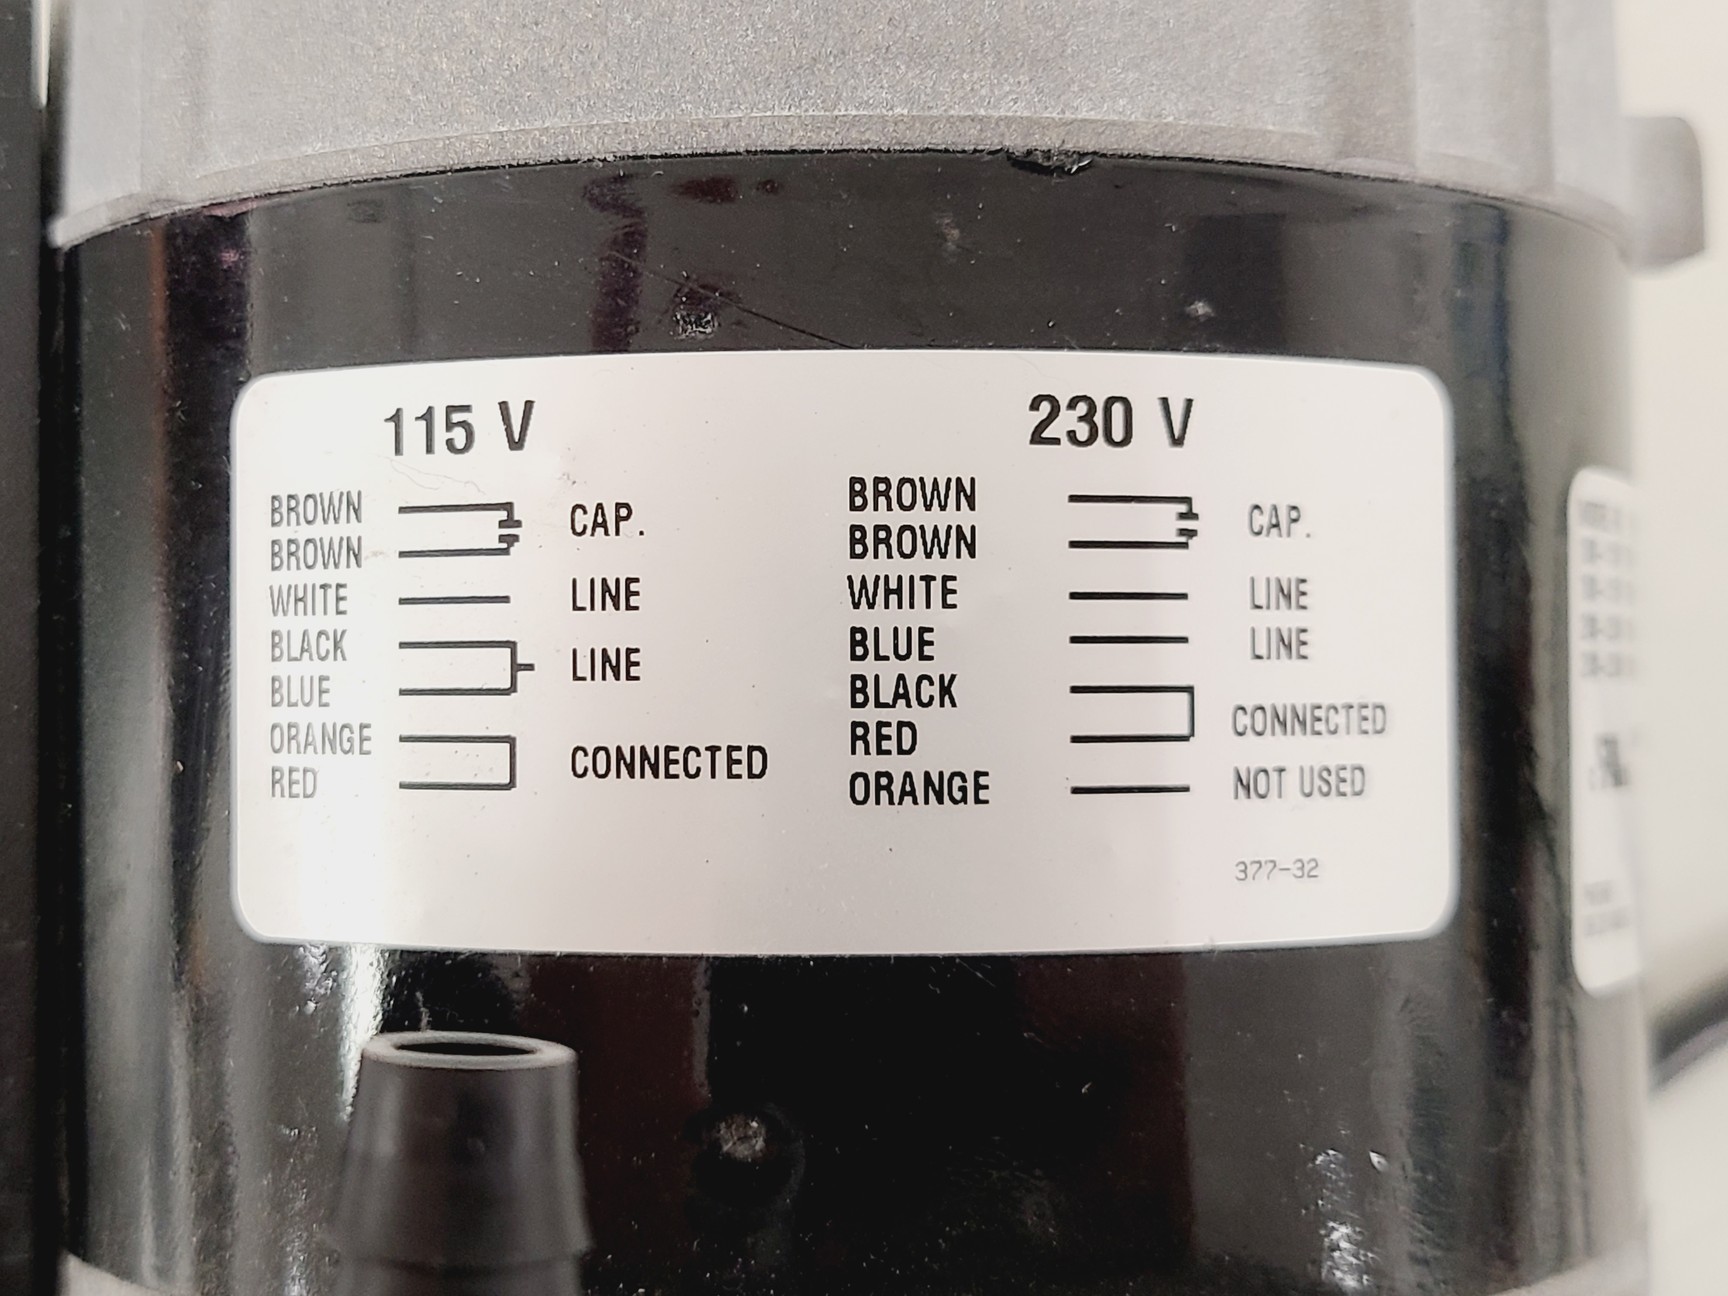 115 V
BROWN
BROWN CAP.
WHITE LINE
BLACK
BLUE LINE
ORANGE
RED CONNECTED
230 V
BROWN
BROWN CAP.
WHITE LINE
BLUE LINE
BLACK
RED CONNECTED
ORANGE NOT USED
377-32